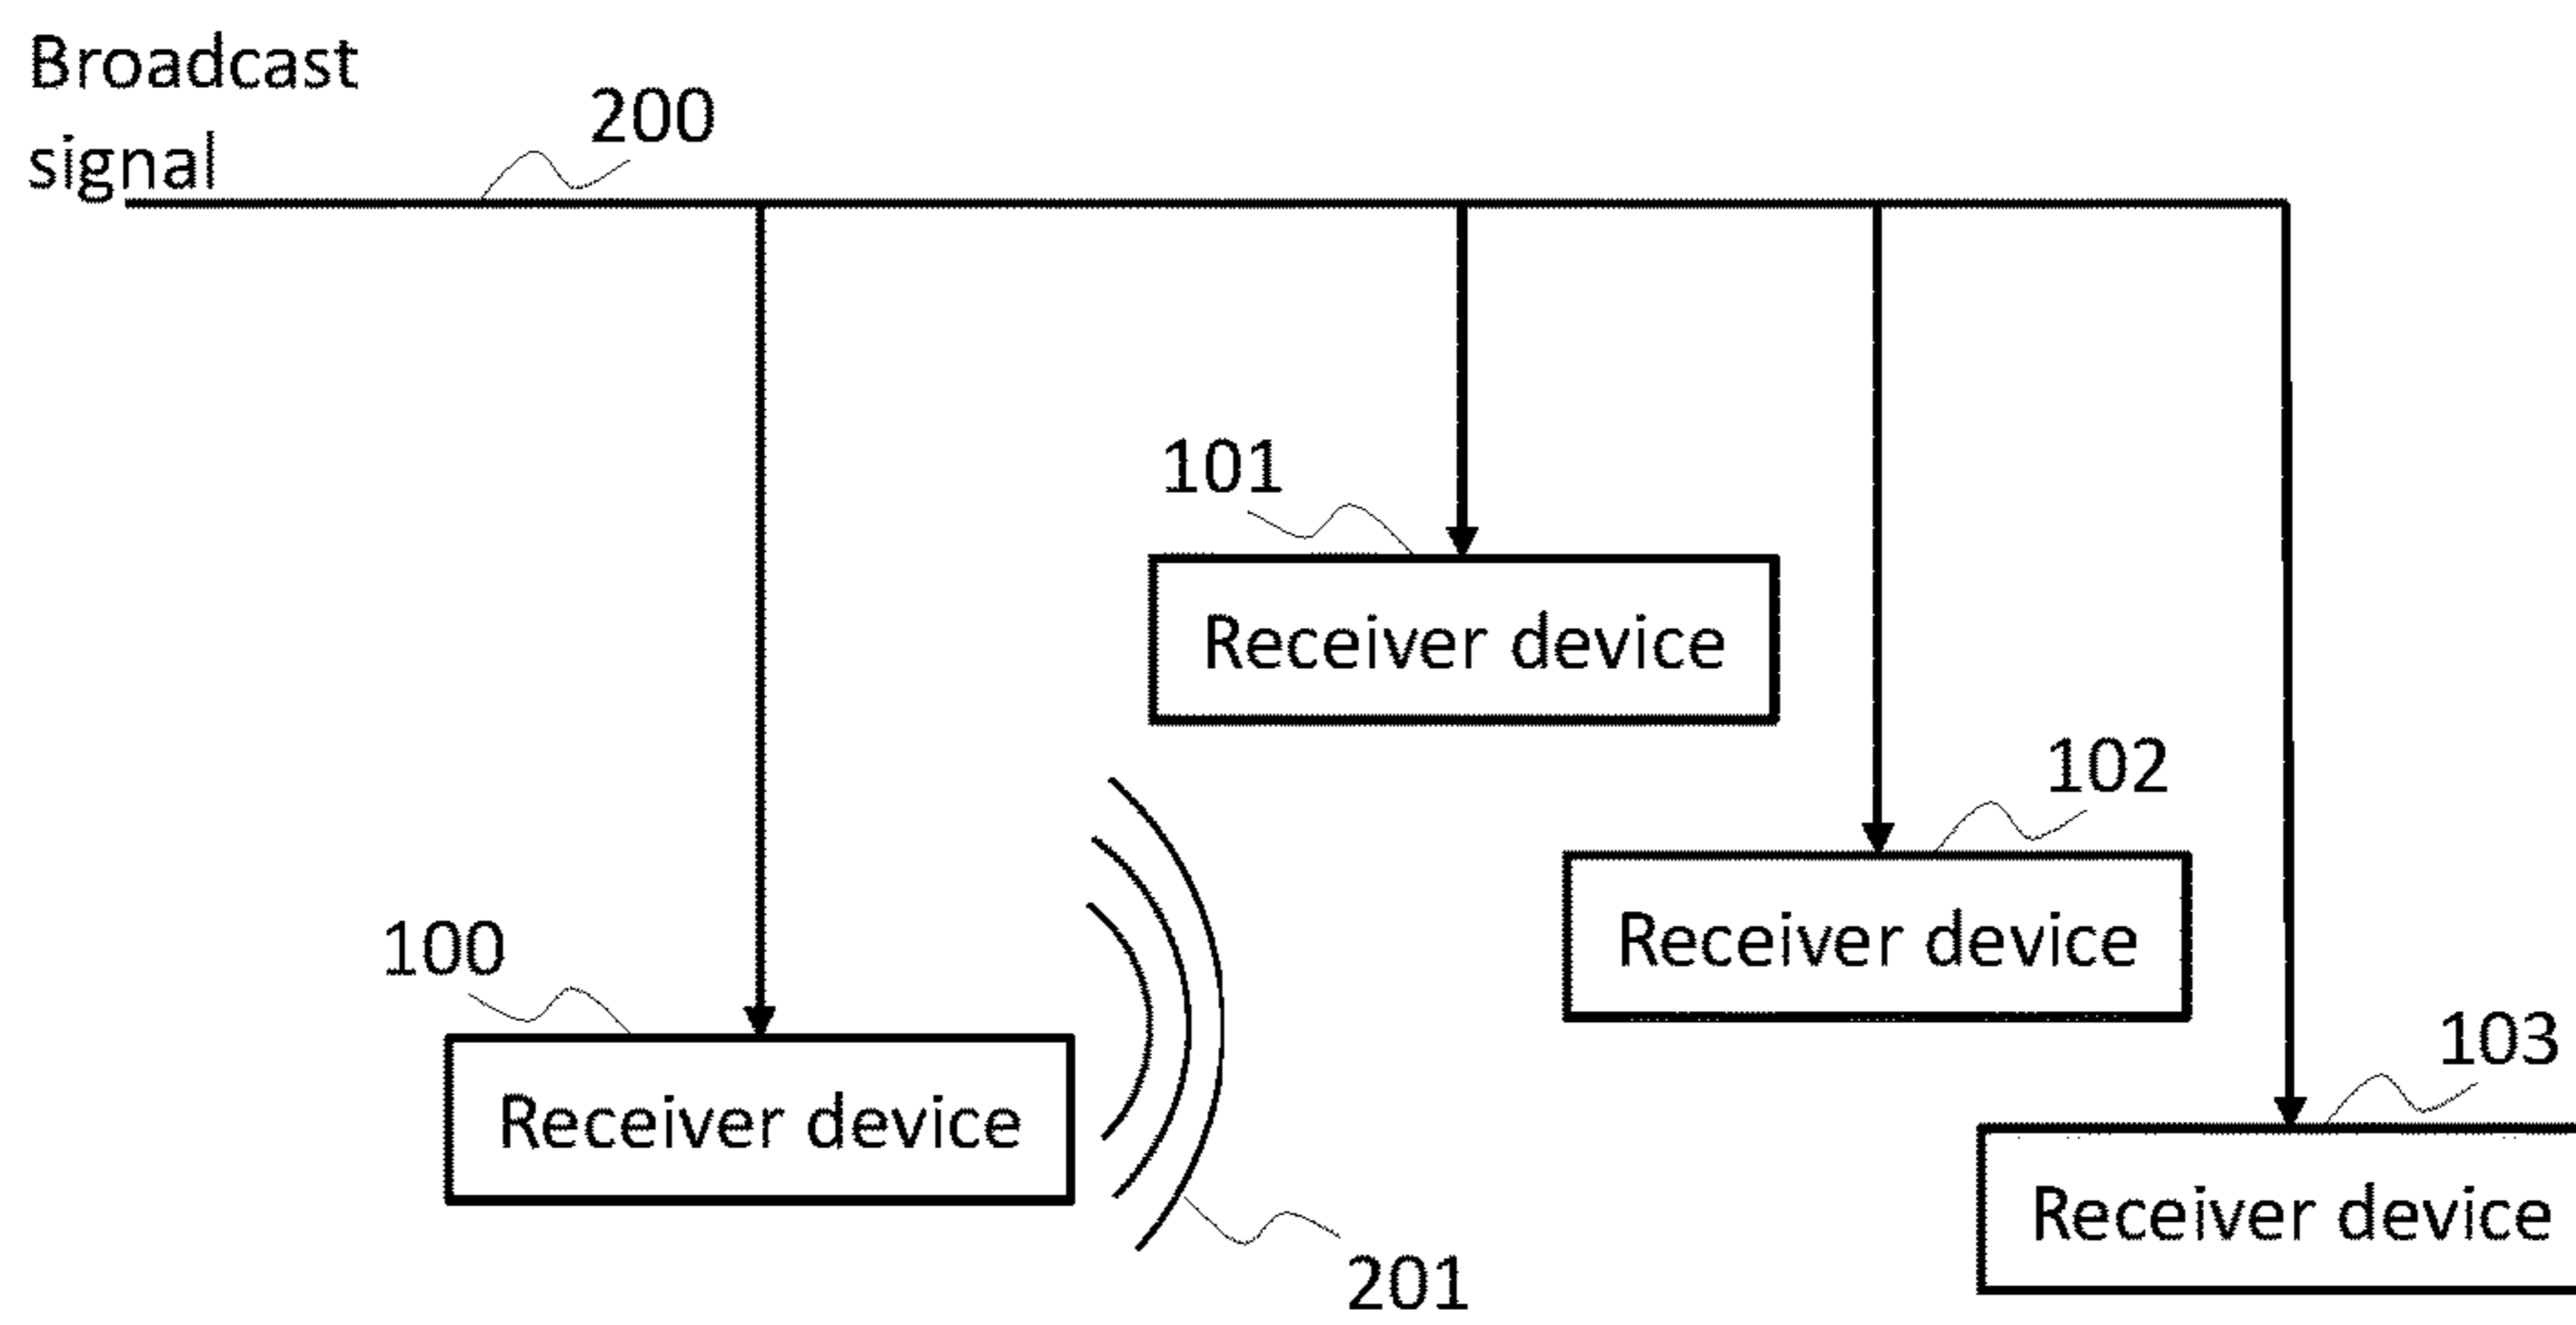 Broadcast
signal
200
101
Receiver device
102
Receiver device
100
Receiver device
103
Receiver device
201